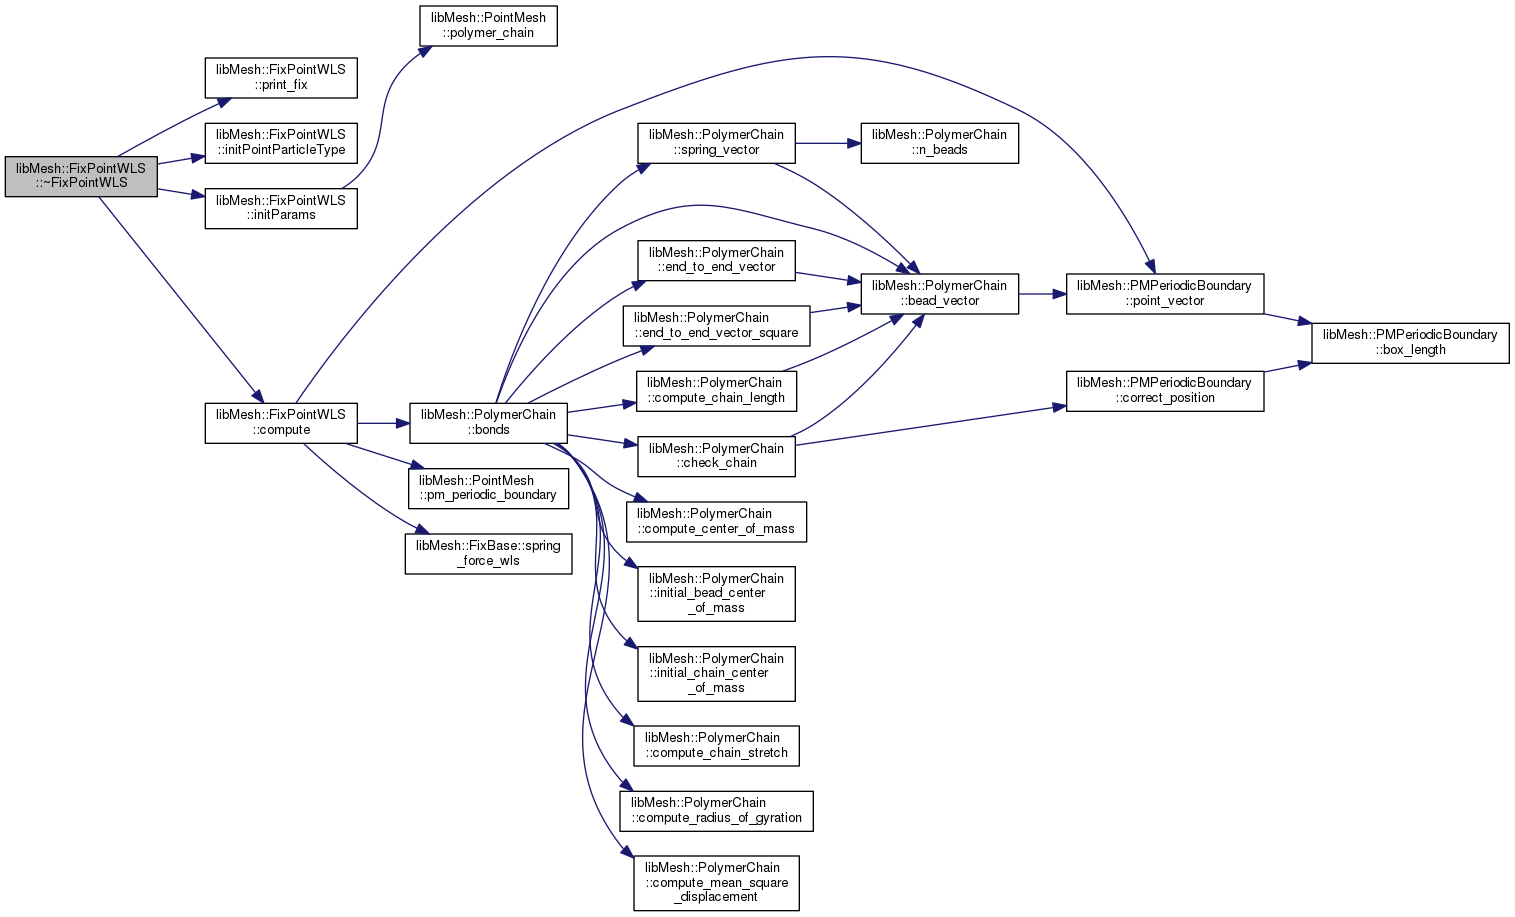 libMesh::FixPointWLS
::~FixPointWLS
libMesh::FixPointWLS
::print_fix
libMesh::FixPointWLS
::initPointParticleType
libMesh::FixPointWLS
::initParams
libMesh::FixPointWLS
::compute
libMesh::PointMesh
::polymer_chain
libMesh::PolymerChain
::bonds
libMesh::PointMesh
::pm_periodic_boundary
libMesh::FixBase::spring
_force_wls
libMesh::PolymerChain
::spring_vector
libMesh::PolymerChain
::end_to_end_vector
libMesh::PolymerChain
::end_to_end_vector_square
libMesh::PolymerChain
::compute_chain_length
libMesh::PolymerChain
::check_chain
libMesh::PolymerChain
::compute_center_of_mass
libMesh::PolymerChain
::initial_bead_center
_of_mass
libMesh::PolymerChain
::initial_chain_center
_of_mass
libMesh::PolymerChain
::compute_chain_stretch
libMesh::PolymerChain
::compute_radius_of_gyration
libMesh::PolymerChain
::compute_mean_square
_displacement
libMesh::PolymerChain
::n_beads
libMesh::PolymerChain
::bead_vector
libMesh::PMPeriodicBoundary
::point_vector
libMesh::PMPeriodicBoundary
::correct_position
libMesh::PMPeriodicBoundary
::box_length